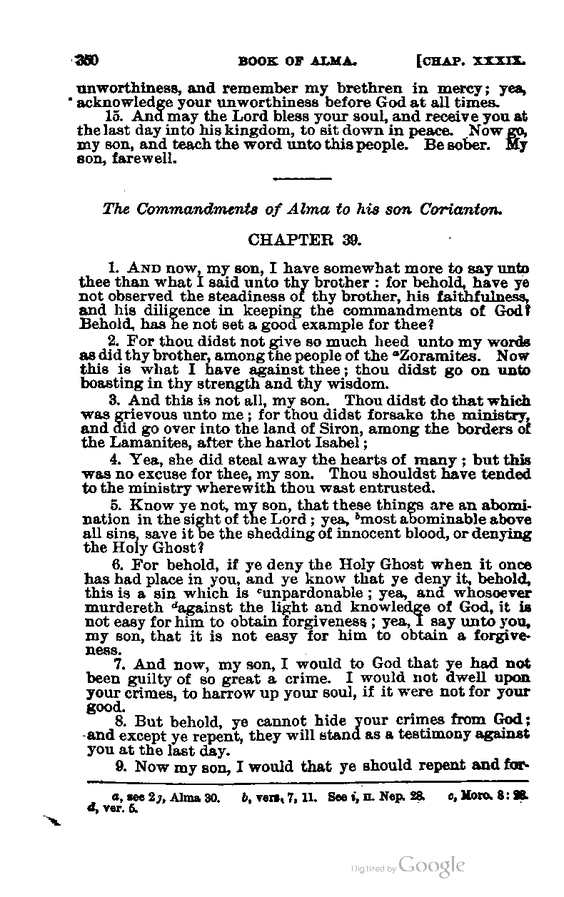 350 BOOK OF ALMA. [CHAP. XXXIX.
unworthiness, and remember my brethren in mercy; yea,
acknowledge your unworthiness before God at all times.
15. And may the Lord bless your soul, and receive you at
the last day into his kingdom, to sit down in peace. Now go,
my son, and teach the word unto this people. Be sober. My
son, farewell.
The Commandments of Alma to his son Corianton.
CHAPTER 39.
1. AND now, my son, I have somewhat more to say unto
thee than what I said unto thy brother : for behold, have ye
not observed the steadiness of thy brother, his faithfulness,
and his diligence in keeping the commandments of God?
Behold, has he not set a good example for thee?
2. For thou didst not give so much heed unto my words
as did thy brother, among the people of the aZoramites. Now
this is what I have against thee; thou didst go on unto
boasting in thy strength and thy wisdom.
3. And this is not all, my son. Thou didst do that which
was grievous unto me; for thou didst forsake the ministry,
and did go over into the land of Siron, among the borders of
the Lamanites, after the harlot Isabel;
4. Yea, she did steal away the hearts of many; but this
was no excuse for thee, my son. Thou shouldst have tended
to the ministry wherewith thou wast entrusted.
5. Know ye not, my son, that these things are an abomi-
nation in the sight of the Lord; yea, bmost abominable above
all sins, save it be the shedding of innocent blood, or denying
the Holy Ghost?
6. For behold, if ye deny the Holy Ghost when it once
has had place in you, and ye know that ye deny it, behold,
this is a sin which is cunpardonable; yea, and whosoever
murdereth dagainst the light and knowledge of God, it is
not easy for him to obtain forgiveness; yea, I say unto you,
my son, that it is not easy for him to obtain a forgive-
ness.
7. And now, my son, I would to God that ye had not
been guilty of so great a crime. I would not dwell upon
your crimes, to harrow up your soul, if it were not for your
good.
8. But behold, ye cannot hide your crimes from God;
and except ye repent, they will stand as a testimony against
you at the last day.
9. Now my son, I would that ye should repent and for-
a, see 2j, Alma 30. b, vers. 7, 11. See i, II. Nep. 28. c, Moro. 8: 28.
d, ver. 5.
Digitized by Google